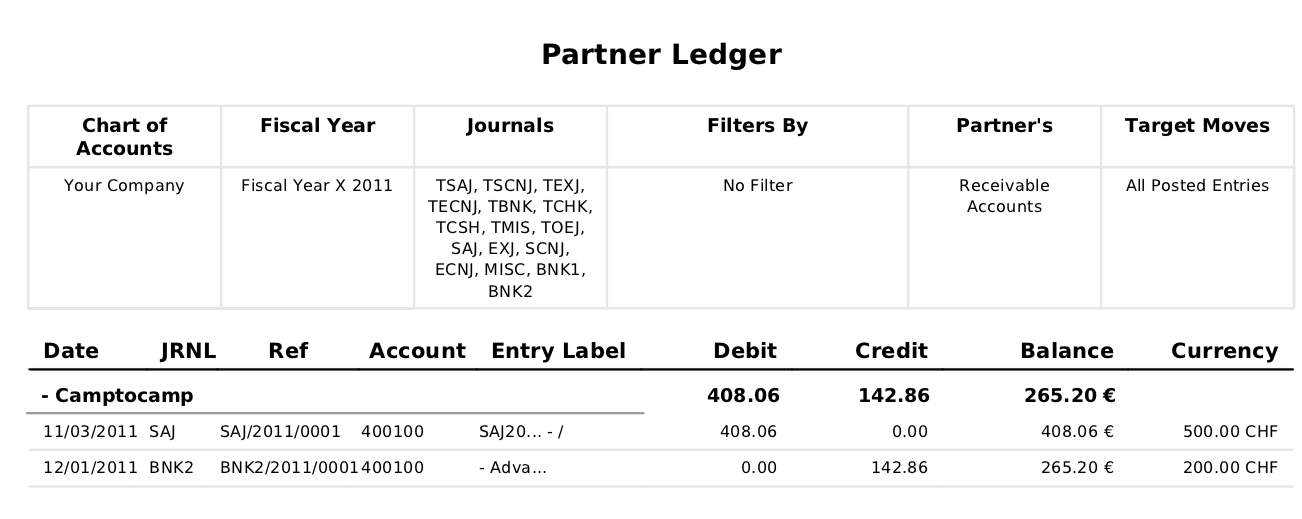 Partner Ledger
Chart of Accounts Fiscal Year Journals Filters By Partner's Target Moves
Your Company Fiscal Year X 2011 TSAJ, TSCNJ, TEXJ, No Filter Receivable All Posted Entries
TECNJ, TBNK, TCHK, Accounts
TCSH, TMIS, TOEJ,
SAJ, EXJ, SCNJ,
ECNJ, MISC, BNK1,
BNK2
Date JRNL Ref Account Entry Label Debit Credit Balance Currency
- Camptocamp 408.06 142.86 265.20 €
11/03/2011 SAJ SAJ/2011/0001 400100 SAJ20... - / 408.06 0.00 408.06 € 500.00 CHF
12/01/2011 BNK2 BNK2/2011/0001 400100 - Adva... 0.00 142.86 265.20 € 200.00 CHF